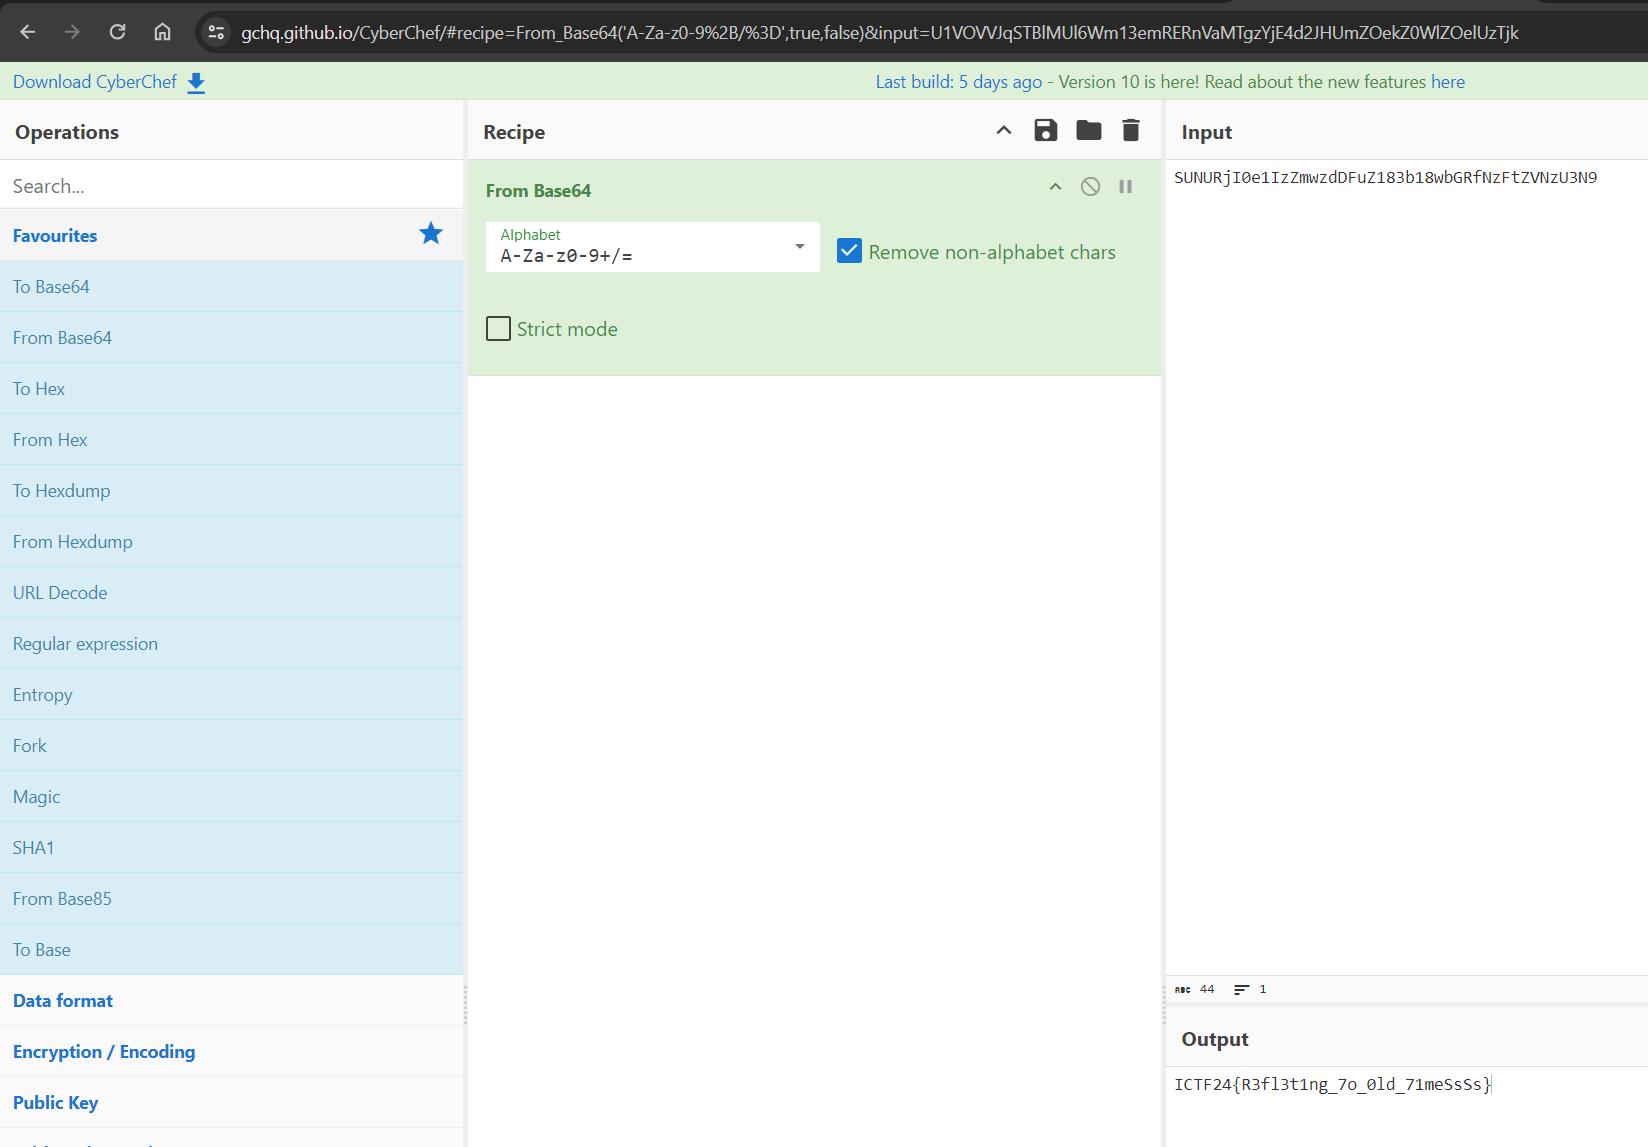 gchq.github.io/CyberChef/#recipe=From_Base64('A-Za-z0-9%2B/%3D',true,false)&input=U1VOVVJqSTBlMUl6Wm13emRERnVaMTgzYjE4d2JHUmZOekZ0WlZOelUzTjk
Download CyberChef
Last build: 5 days ago - Version 10 is here! Read about the new features here
Operations
Search...
Favourites
To Base64
From Base64
To Hex
From Hex
To Hexdump
From Hexdump
URL Decode
Regular expression
Entropy
Fork
Magic
SHA1
From Base85
To Base
Data format
Encryption / Encoding
Public Key
Recipe
From Base64
Alphabet
A-Za-z0-9+/=
Remove non-alphabet chars
Strict mode
Input
SUNURjI0e1IzZmwzdDFuZ183b18wbGRfNzFtZVNzU3N9
ABC 44
1
Output
ICTF24{R3fl3t1ng_7o_0ld_71meSsSs}